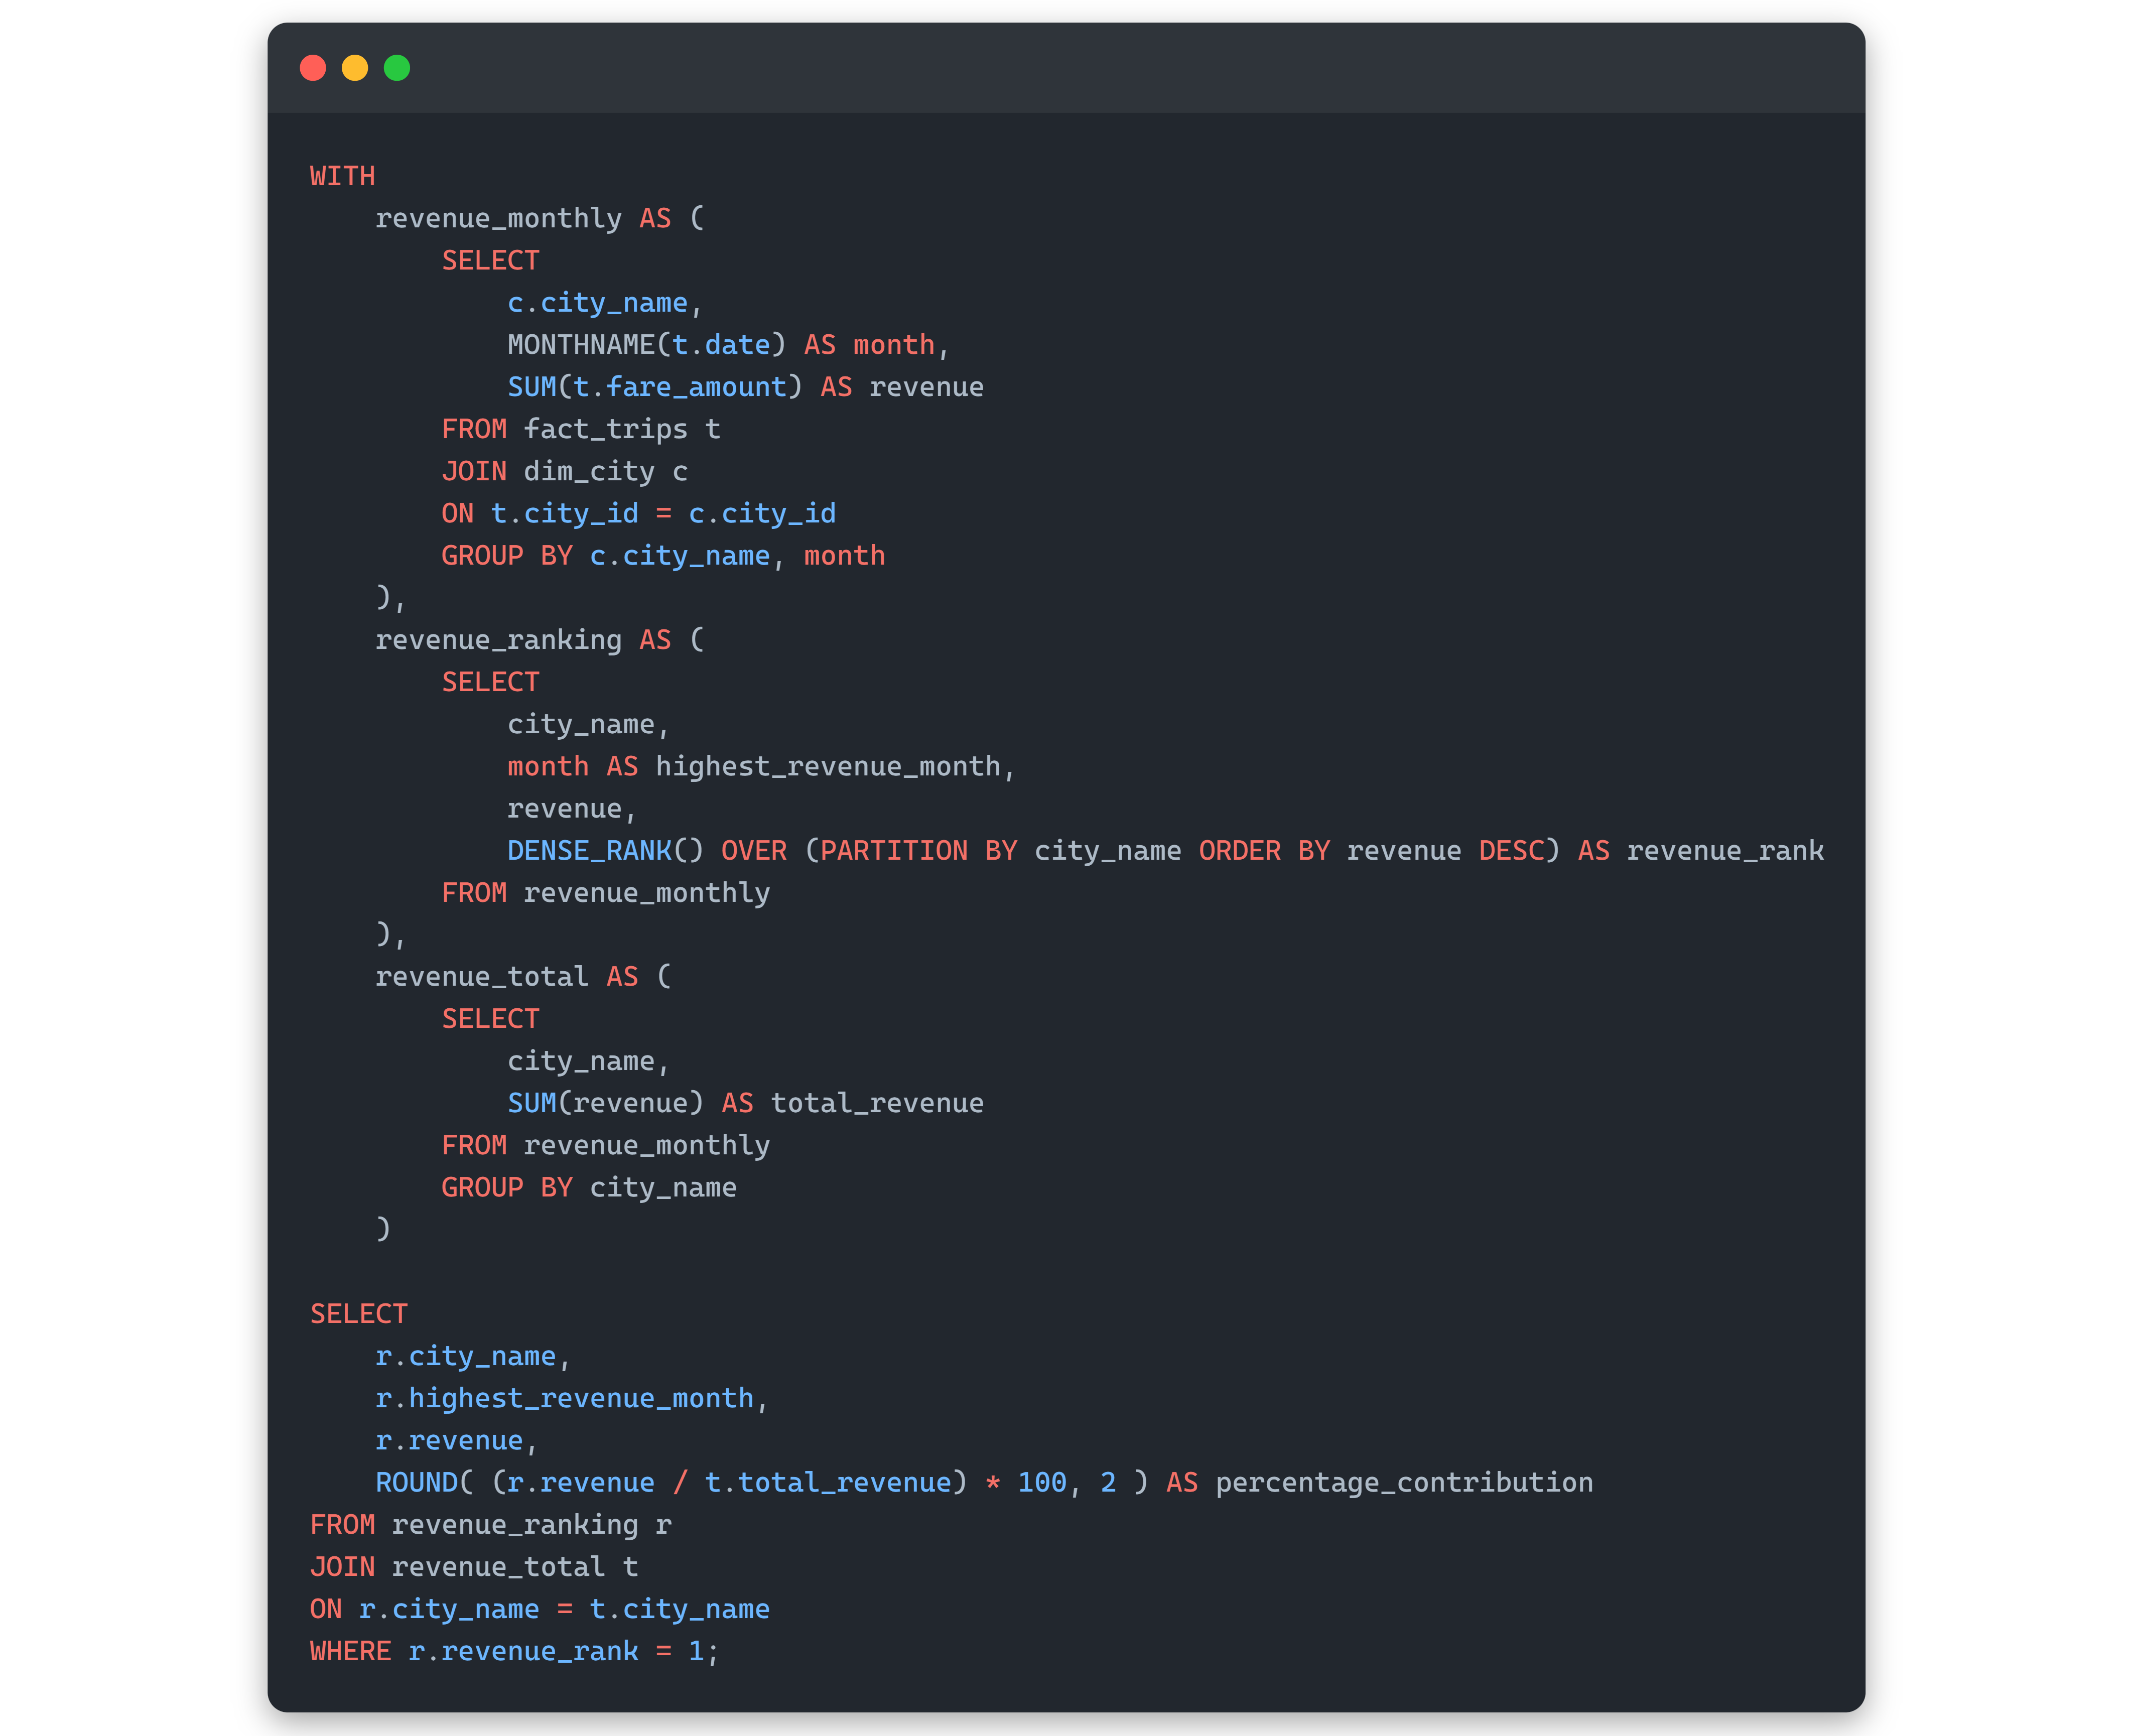 WITH
    revenue_monthly AS (
        SELECT
            c.city_name,
            MONTHNAME(t.date) AS month,
            SUM(t.fare_amount) AS revenue
        FROM fact_trips t
        JOIN dim_city c
        ON t.city_id = c.city_id
        GROUP BY c.city_name, month
    ),
    revenue_ranking AS (
        SELECT
            city_name,
            month AS highest_revenue_month,
            revenue,
            DENSE_RANK() OVER (PARTITION BY city_name ORDER BY revenue DESC) AS revenue_rank
        FROM revenue_monthly
    ),
    revenue_total AS (
        SELECT
            city_name,
            SUM(revenue) AS total_revenue
        FROM revenue_monthly
        GROUP BY city_name
    )

SELECT
    r.city_name,
    r.highest_revenue_month,
    r.revenue,
    ROUND( (r.revenue / t.total_revenue) * 100, 2 ) AS percentage_contribution
FROM revenue_ranking r
JOIN revenue_total t
ON r.city_name = t.city_name
WHERE r.revenue_rank = 1;